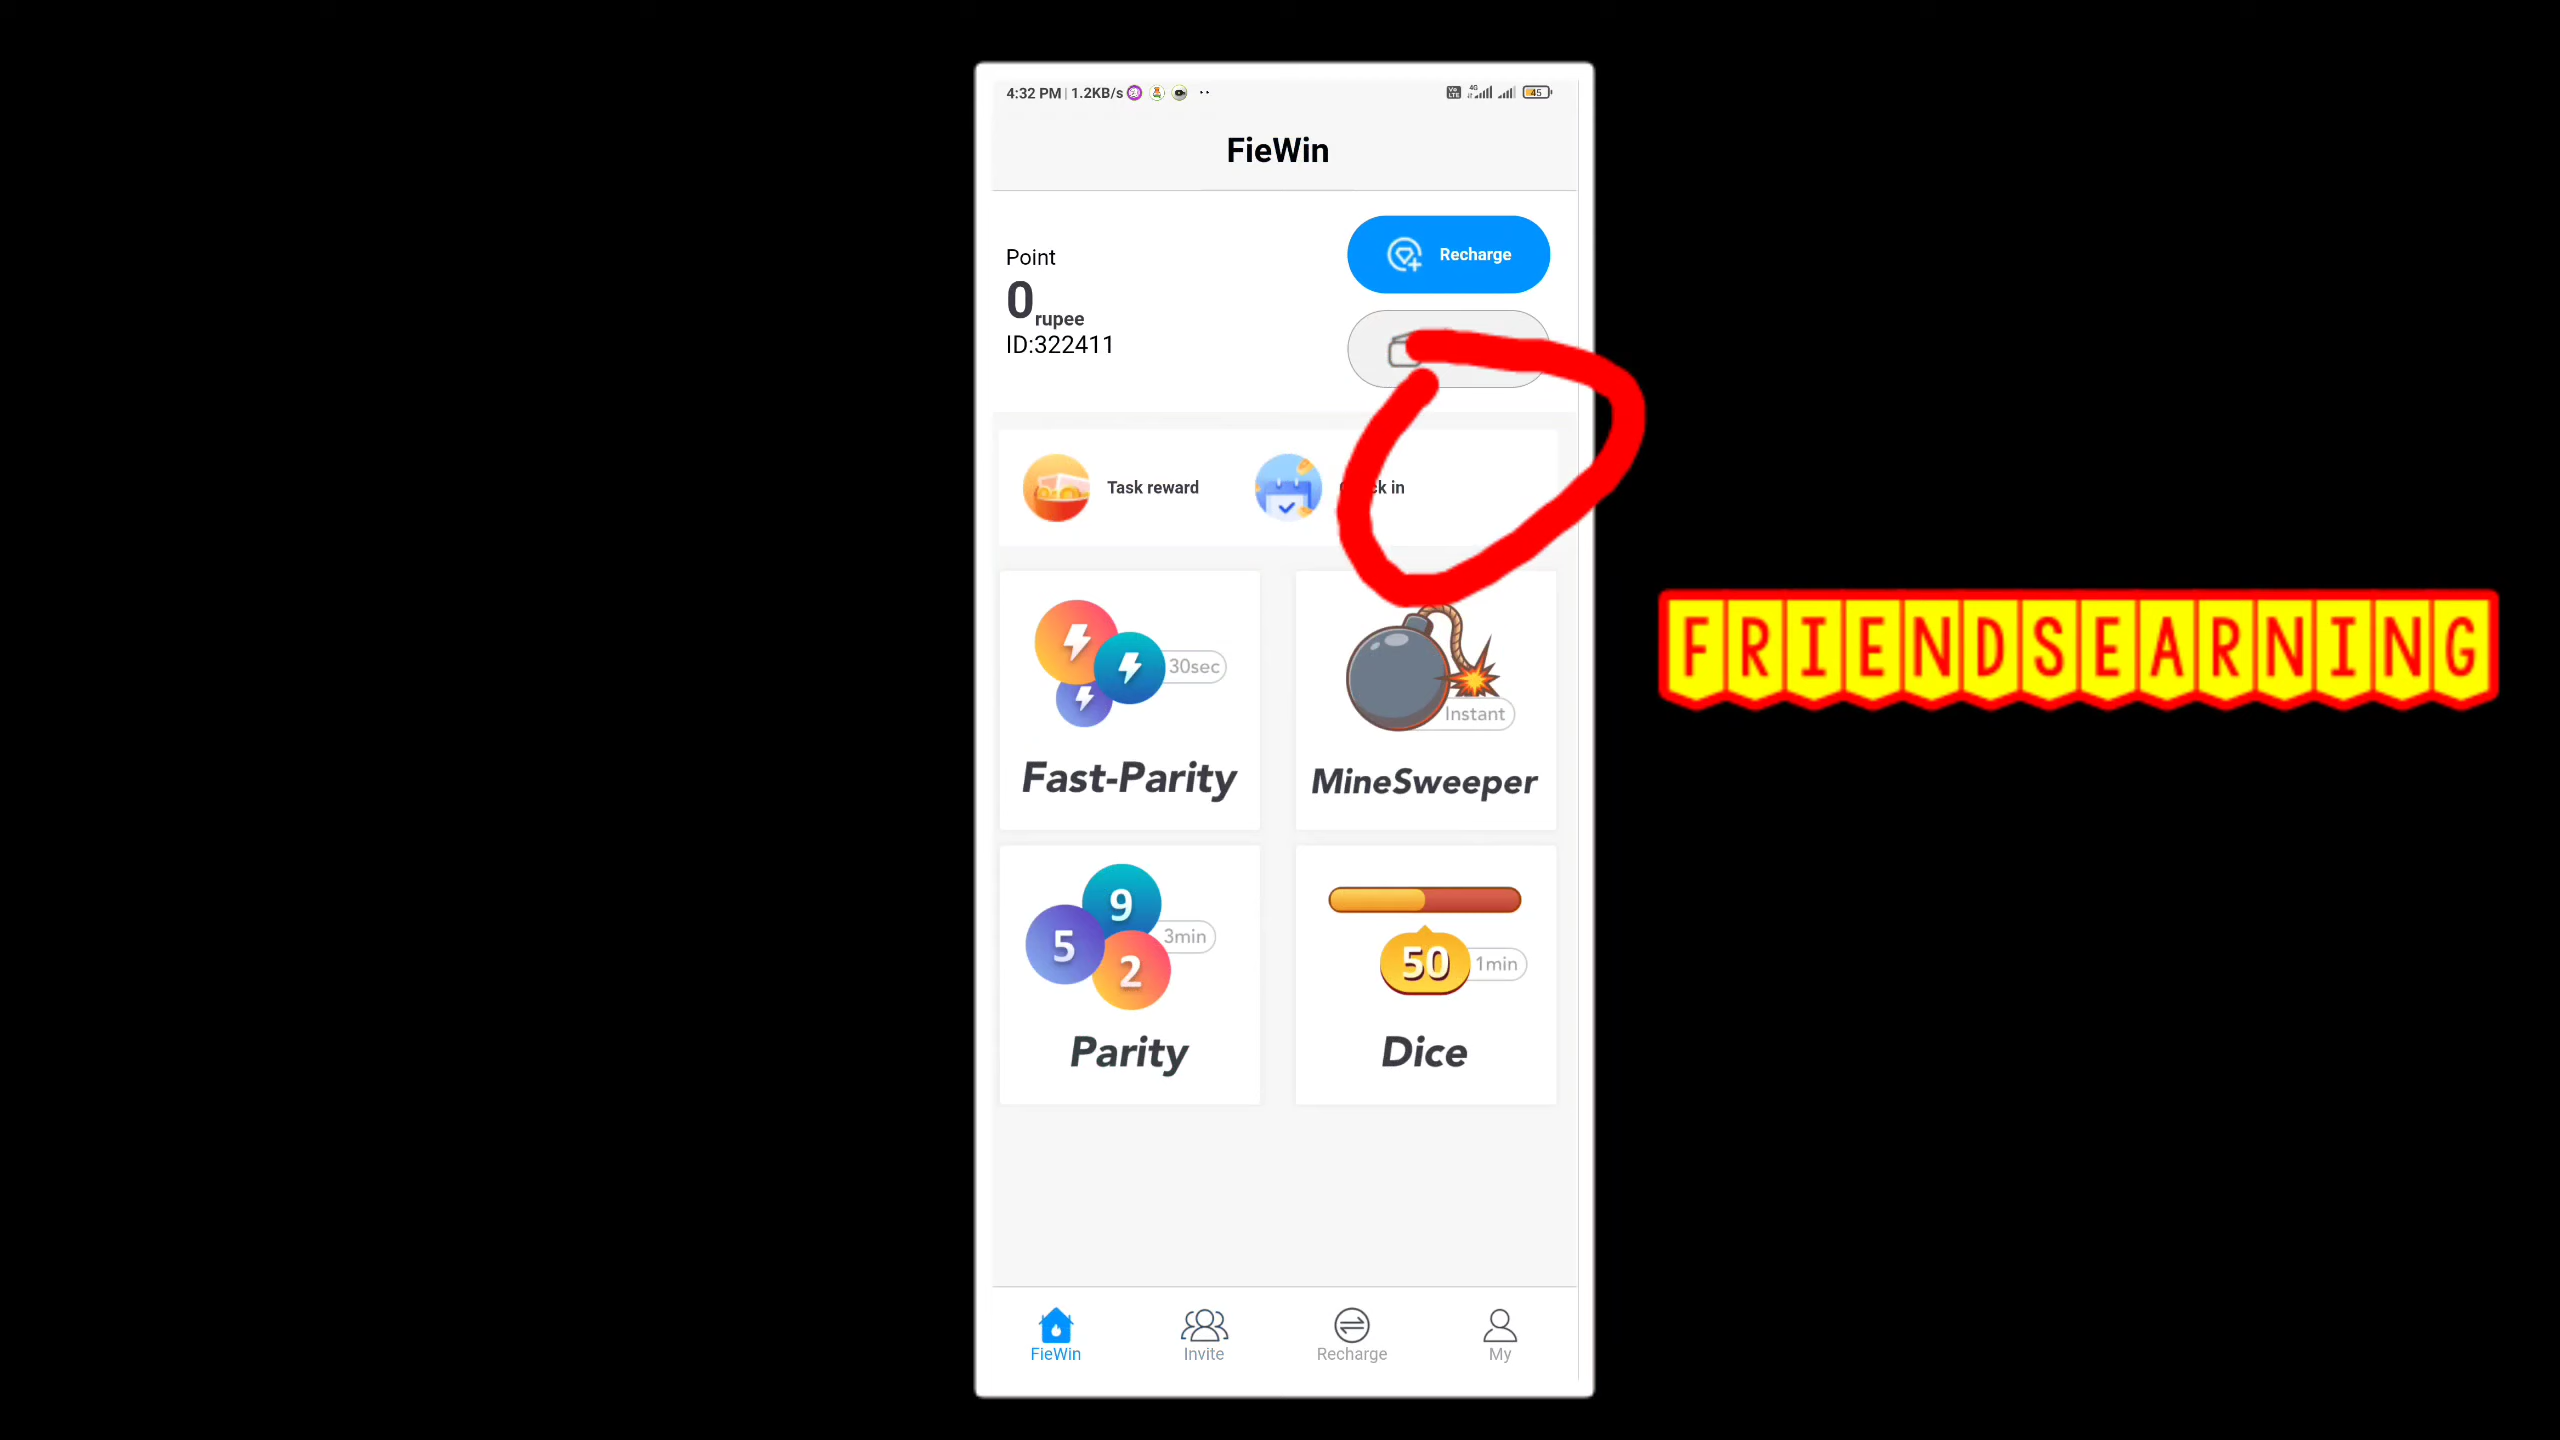 4:32 PM | 1.2KB/s
45
FieWin
Point
0 rupee
ID:322411
Recharge
Task reward
in
30sec
Fast-Parity
Instant
MineSweeper
9
5
2
3min
Parity
50
1min
Dice
FieWin
Invite
Recharge
My
FRIENDSEARNING